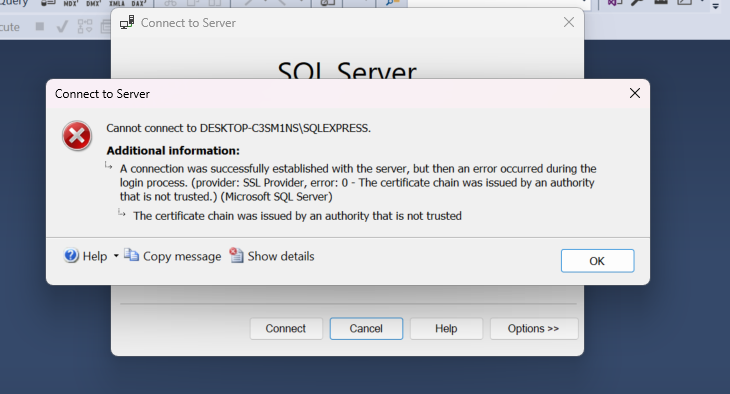 MDX DMX XMLA DAX
Connect to Server
SQL Server
Connect to Server
Cannot connect to DESKTOP-C3SM1NS\SQLEXPRESS.
Additional information:
A connection was successfully established with the server, but then an error occurred during the
login process. (provider: SSL Provider, error: 0 - The certificate chain was issued by an authority
that is not trusted.) (Microsoft SQL Server)
The certificate chain was issued by an authority that is not trusted
Help Copy message Show details OK
Connect Cancel Help Options >>